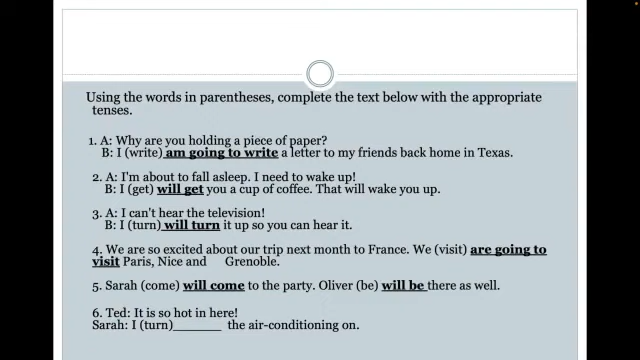 Using the words in parentheses, complete the text below with the appropriate
tenses.
1. A: Why are you holding a piece of paper?
B: I (write) am going to write a letter to my friends back home in Texas.
2. A: I'm about to fall asleep. I need to wake up!
B: I (get) will get you a cup of coffee. That will wake you up.
3. A: I can't hear the television!
B: I (turn) will turn it up so you can hear it.
4. We are so excited about our trip next month to France. We (visit) are going to
visit Paris, Nice and Grenoble.
5. Sarah (come) will come to the party. Oliver (be) will be there as well.
6. Ted: It is so hot in here!
Sarah: I (turn)______ the air-conditioning on.